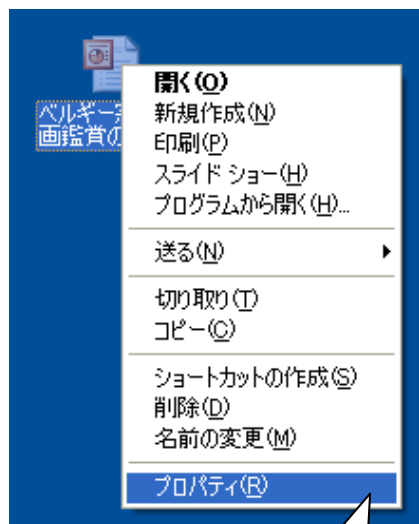 ベルギー
画鑑賞の
開く(O)
新規作成(N)
印刷(P)
スライド ショー(H)
プログラムから開く(H)...
送る(N)
切り取り(T)
コピー(C)
ショートカットの作成(S)
削除(D)
名前の変更(M)
プロパティ(R)